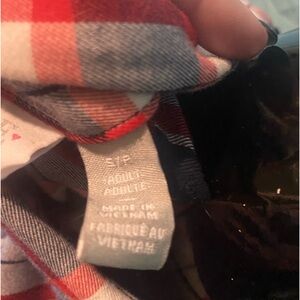 S/P
ADULT
ADULTE
MADE IN
VIETNAM
FABRIQUÉ AU
VIETNAM